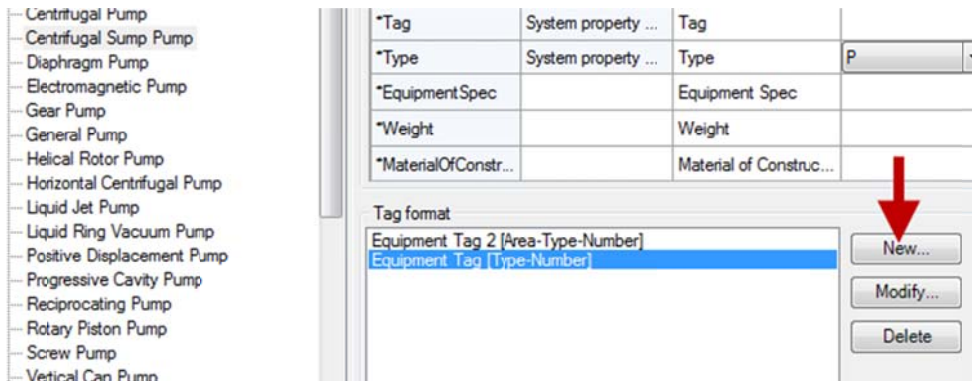 Centrifugal Pump
Centrifugal Sump Pump
Diaphragm Pump
Electromagnetic Pump
Gear Pump
General Pump
Helical Rotor Pump
Horizontal Centrifugal Pump
Liquid Jet Pump
Liquid Ring Vacuum Pump
Positive Displacement Pump
Progressive Cavity Pump
Reciprocating Pump
Rotary Piston Pump
Screw Pump
Vertical Can Pump
*Tag System property ... Tag
*Type System property ... Type P
*EquipmentSpec Equipment Spec
*Weight Weight
*MaterialOfConstr... Material of Construc...
Tag format
Equipment Tag 2 [Area-Type-Number]
Equipment Tag [Type-Number]
New...
Modify...
Delete